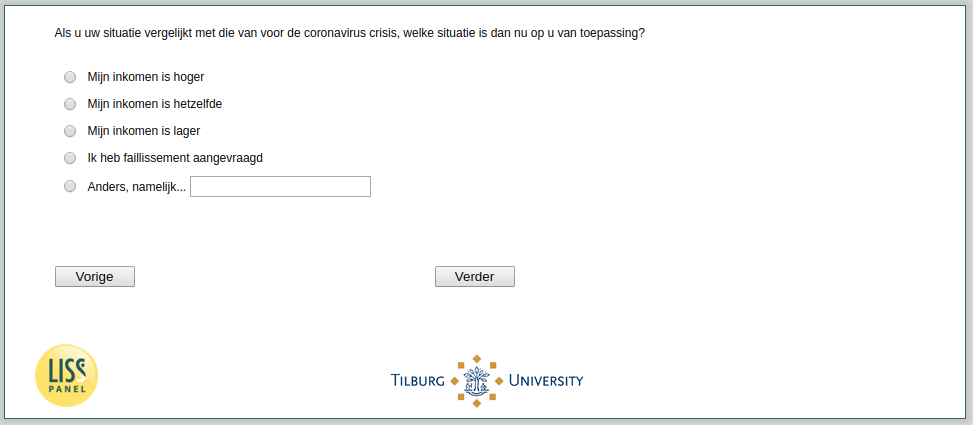 Als u uw situatie vergelijkt met die van voor de coronavirus crisis, welke situatie is dan nu op u van toepassing?
Mijn inkomen is hoger
Mijn inkomen is hetzelfde
Mijn inkomen is lager
Ik heb faillissement aangevraagd
Anders, namelijk...
Vorige Verder
LISS
PANEL
TILBURG UNIVERSITY